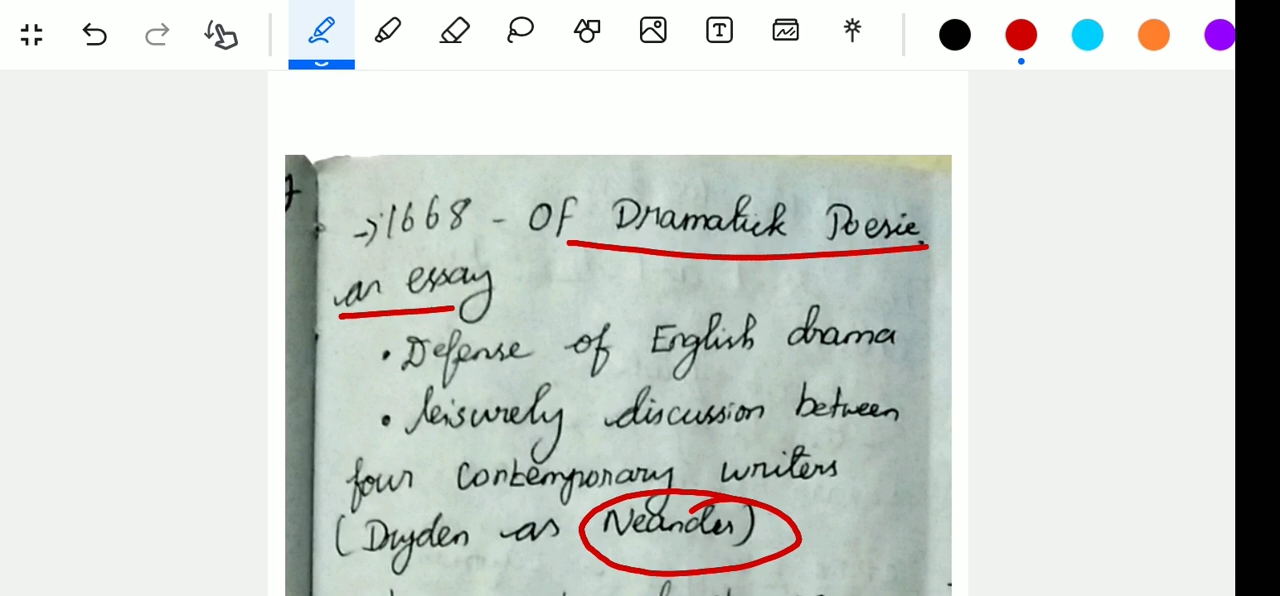 → 1668 - Of Dramatick Poesie,
an essay
• Defense of English drama
• leisurely discussion between
four contemporary writers
(Dryden as Neander)